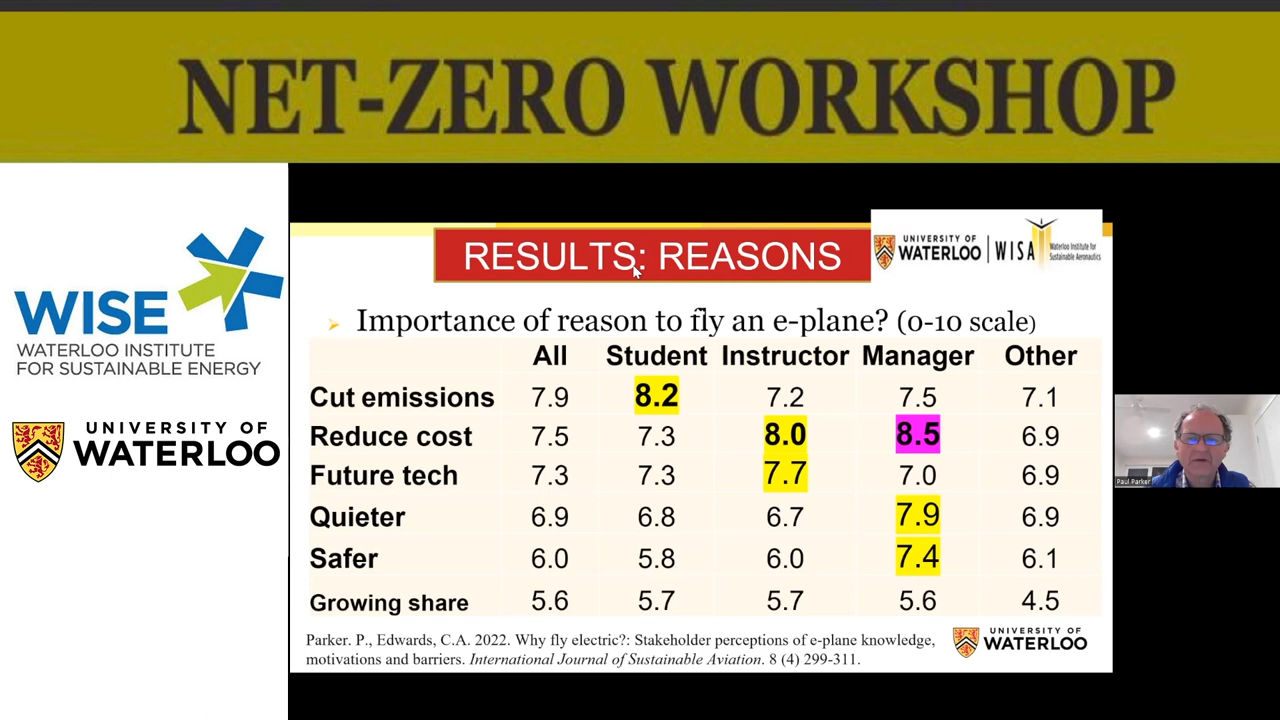 NET-ZERO WORKSHOP
WISE
WATERLOO INSTITUTE
FOR SUSTAINABLE ENERGY
UNIVERSITY OF
WATERLOO
RESULTS: REASONS
UNIVERSITY OF
WATERLOO
WISA
Waterloo Institute for
Sustainable Aeronautics
➤ Importance of reason to fly an e-plane? (0-10 scale)
All Student Instructor Manager Other
Cut emissions 7.9 8.2 7.2 7.5 7.1
Reduce cost 7.5 7.3 8.0 8.5 6.9
Future tech 7.3 7.3 7.7 7.0 6.9
Quieter 6.9 6.8 6.7 7.9 6.9
Safer 6.0 5.8 6.0 7.4 6.1
Growing share 5.6 5.7 5.7 5.6 4.5
Parker. P., Edwards, C.A. 2022. Why fly electric?: Stakeholder perceptions of e-plane knowledge,
motivations and barriers. International Journal of Sustainable Aviation. 8 (4) 299-311.
UNIVERSITY OF
WATERLOO
Paul Parker